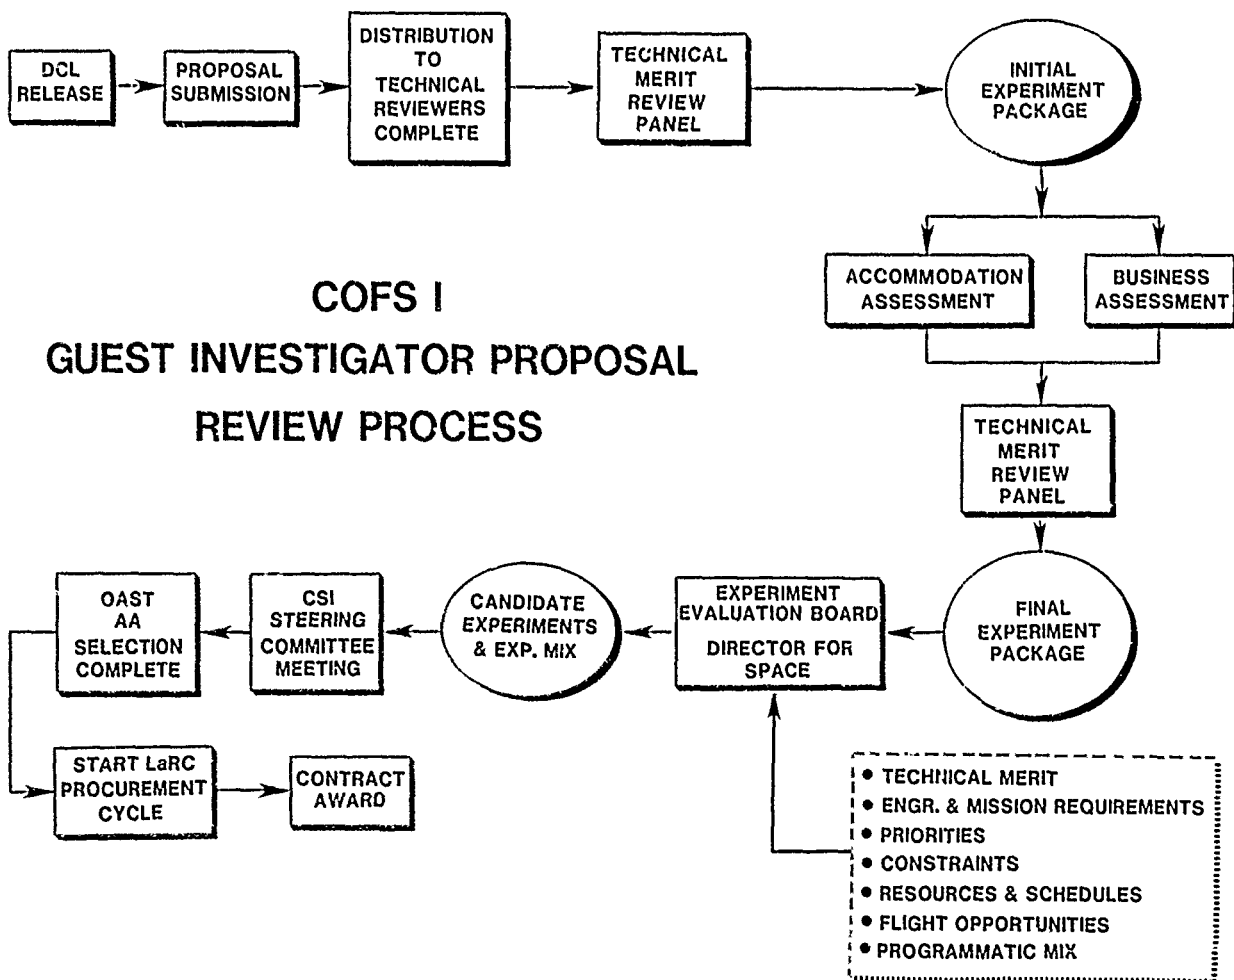 DCL
RELEASE
PROPOSAL
SUBMISSION
DISTRIBUTION
TO
TECHNICAL
REVIEWERS
COMPLETE
TECHNICAL
MERIT
REVIEW
PANEL
INITIAL
EXPERIMENT
PACKAGE
ACCOMMODATION
ASSESSMENT
BUSINESS
ASSESSMENT
COFS I
GUEST INVESTIGATOR PROPOSAL
REVIEW PROCESS
TECHNICAL
MERIT
REVIEW
PANEL
FINAL
EXPERIMENT
PACKAGE
EXPERIMENT
EVALUATION BOARD
DIRECTOR FOR
SPACE
CANDIDATE
EXPERIMENTS
& EXP. MIX
CSI
STEERING
COMMITTEE
MEETING
OAST
AA
SELECTION
COMPLETE
START LaRC
PROCUREMENT
CYCLE
CONTRACT
AWARD
• TECHNICAL MERIT
• ENGR. & MISSION REQUIREMENTS
• PRIORITIES
• CONSTRAINTS
• RESOURCES & SCHEDULES
• FLIGHT OPPORTUNITIES
• PROGRAMMATIC MIX